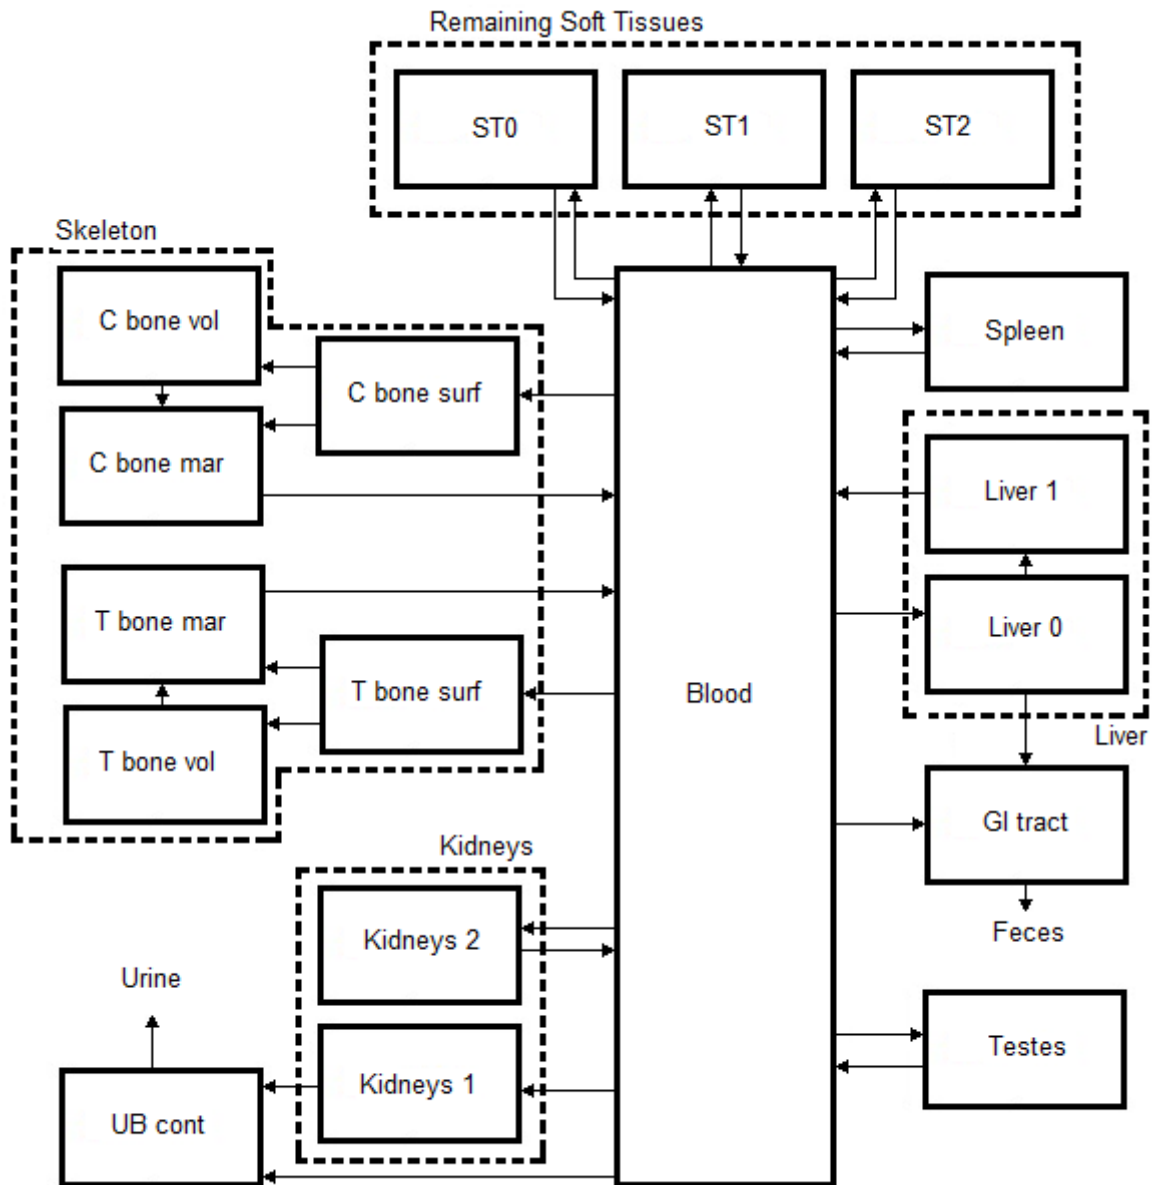 Remaining Soft Tissues
ST0
ST1
ST2
Skeleton
C bone vol
C bone surf
C bone mar
T bone mar
T bone surf
T bone vol
Blood
Spleen
Liver 1
Liver 0
Liver
GI tract
Feces
Kidneys
Kidneys 2
Urine
Kidneys 1
UB cont
Testes